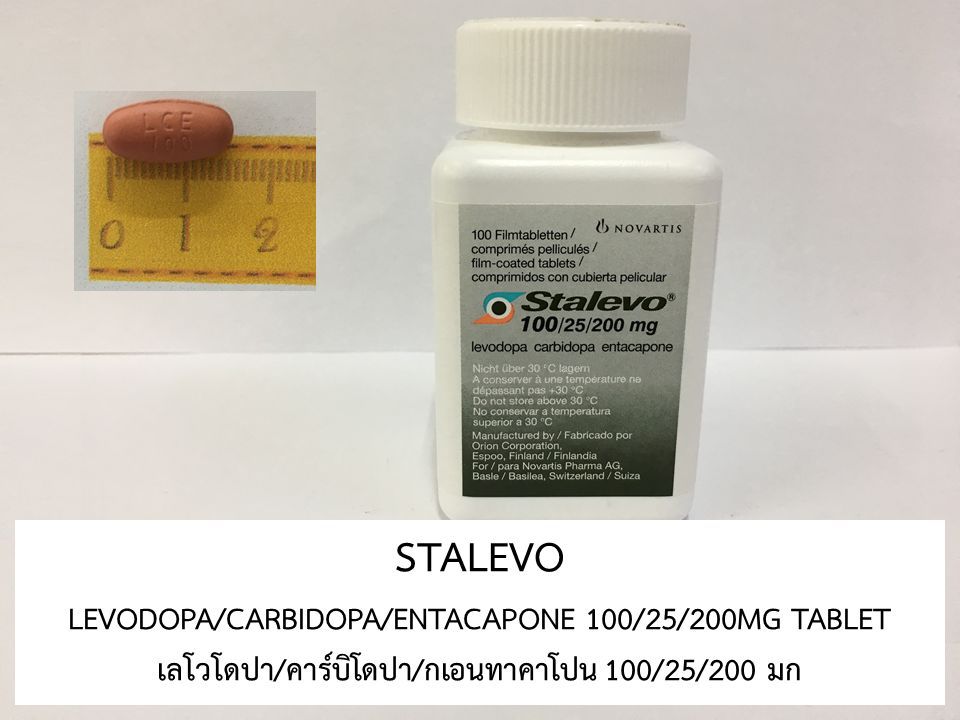 LCE
100
0 1 2
NOVARTIS
100 Filmtabletten /
comprimés pelliculés /
film-coated tablets /
comprimidos con cubierta pelicular
Stalevo®
100/25/200 mg
levodopa carbidopa entacapone
Nicht über 30 °C lagern
A conserver à une température ne
dépassant pas +30 °C
Do not store above 30 °C
No conservar a temperatura
superior a 30 °C
Manufactured by / Fabricado por
Orion Corporation,
Espoo, Finland / Finlandia
For / para Novartis Pharma AG,
Basle / Basilea, Switzerland / Suiza
STALEVO
LEVODOPA/CARBIDOPA/ENTACAPONE 100/25/200MG TABLET
เลโวโดปา/คาร์บิโดปา/กเอนทาคาโปน 100/25/200 มก